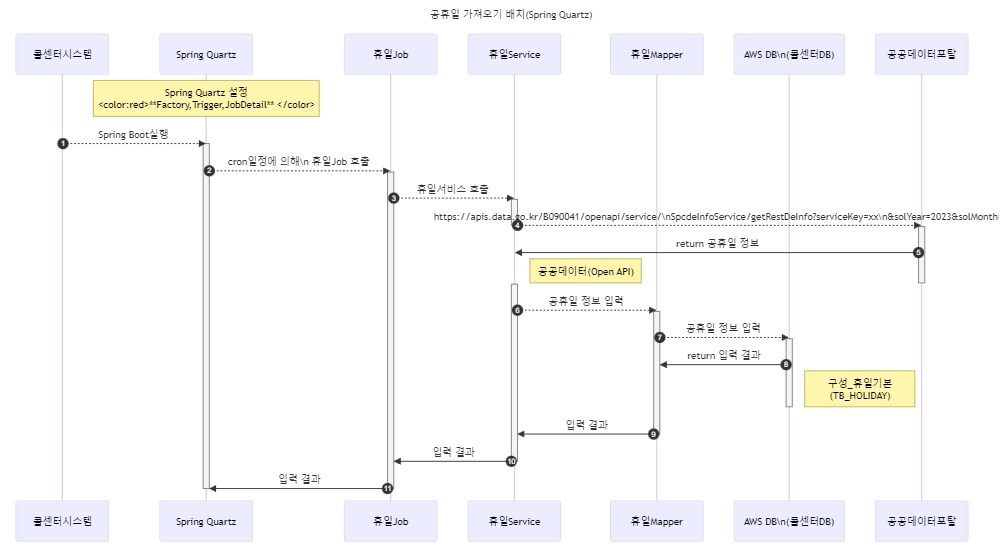 공휴일 가져오기 배치(Spring Quartz)
콜센터시스템
Spring Quartz
휴일Job
휴일Service
휴일Mapper
AWS DB\n(콜센터DB)
공공데이터포탈
Spring Quartz 설정
<color:red>**Factory,Trigger,JobDetail** </color>
1
Spring Boot실행
2
cron일정에 의해\n 휴일Job 호출
3
휴일서비스 호출
4
https://apis.data.go.kr/B090041/openapi/service/\nSpcdeInfoService/getRestDeInfo?serviceKey=xx\n&solYear=2023&solMonth
5
return 공휴일 정보
공공데이터(Open API)
6
공휴일 정보 입력
7
공휴일 정보 입력
8
return 입력 결과
구성_휴일기본
(TB_HOLIDAY)
9
입력 결과
10
입력 결과
11
입력 결과
콜센터시스템
Spring Quartz
휴일Job
휴일Service
휴일Mapper
AWS DB\n(콜센터DB)
공공데이터포탈